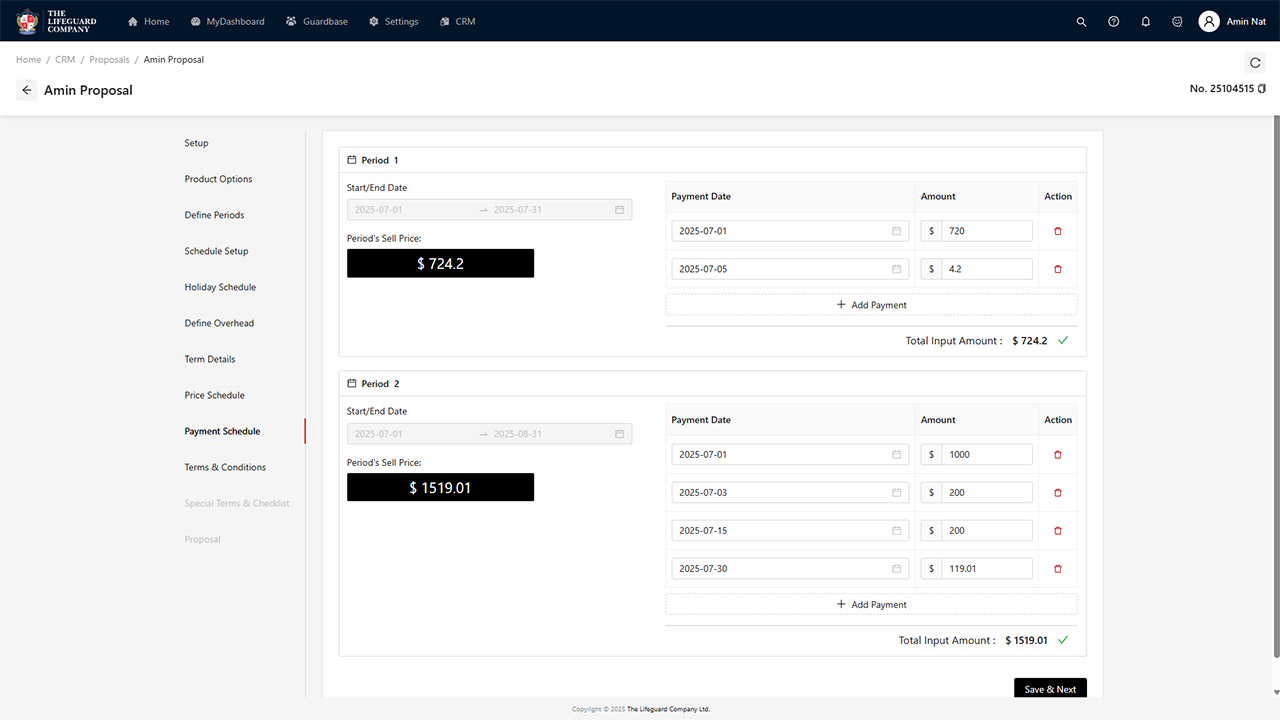 THE LIFEGUARD COMPANY
Home MyDashboard Guardbase Settings CRM Amin Nat
Home / CRM / Proposals / Amin Proposal
Amin Proposal
No. 25104515
Setup
Product Options
Define Periods
Schedule Setup
Holiday Schedule
Define Overhead
Term Details
Price Schedule
Payment Schedule
Terms & Conditions
Special Terms & Checklist
Proposal
Period 1
Start/End Date
2025-07-01 → 2025-07-31
Period's Sell Price:
$ 724.2
Payment Date Amount Action
2025-07-01 $ 720
2025-07-05 $ 4.2
+ Add Payment
Total Input Amount : $ 724.2
Period 2
Start/End Date
2025-07-01 → 2025-08-31
Period's Sell Price:
$ 1519.01
Payment Date Amount Action
2025-07-01 $ 1000
2025-07-03 $ 200
2025-07-15 $ 200
2025-07-30 $ 119.01
+ Add Payment
Total Input Amount : $ 1519.01
Save & Next
Copyright © 2025 The Lifeguard Company Ltd.